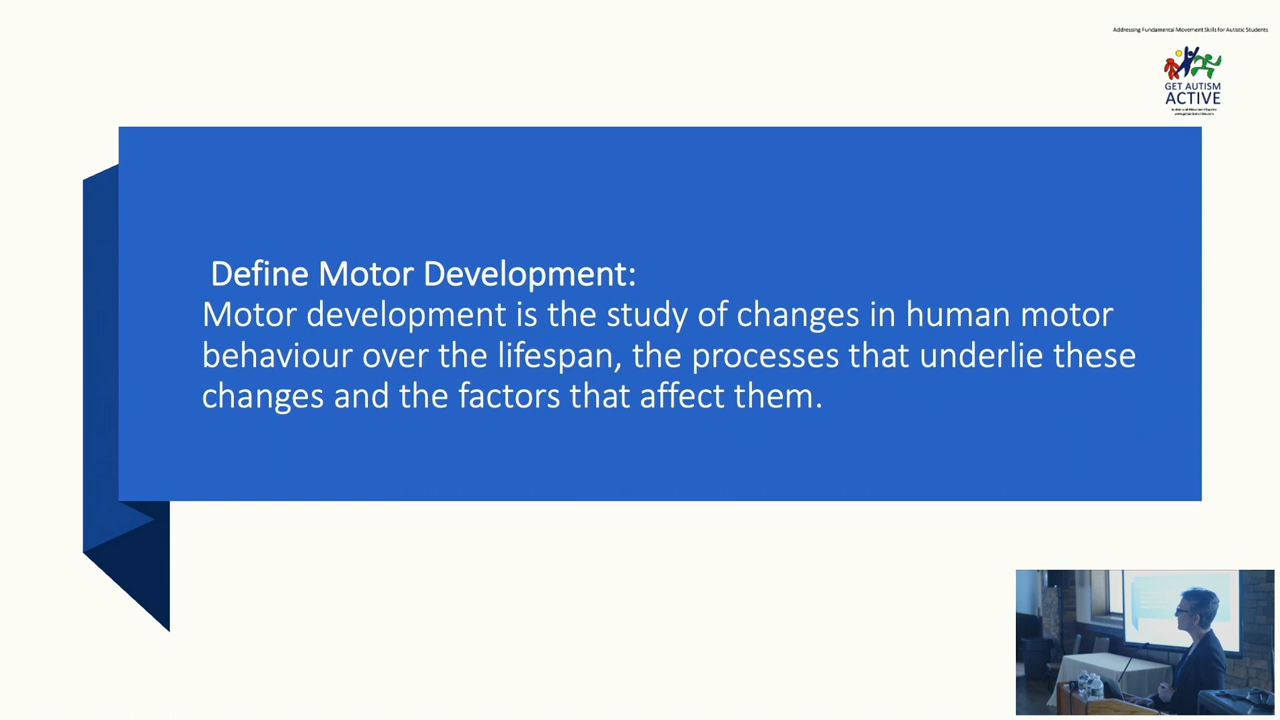 Addressing Fundamental Movement Skills for Autistic Students
GET AUTISM
ACTIVE
Define Motor Development:
Motor development is the study of changes in human motor
behaviour over the lifespan, the processes that underlie these
changes and the factors that affect them.